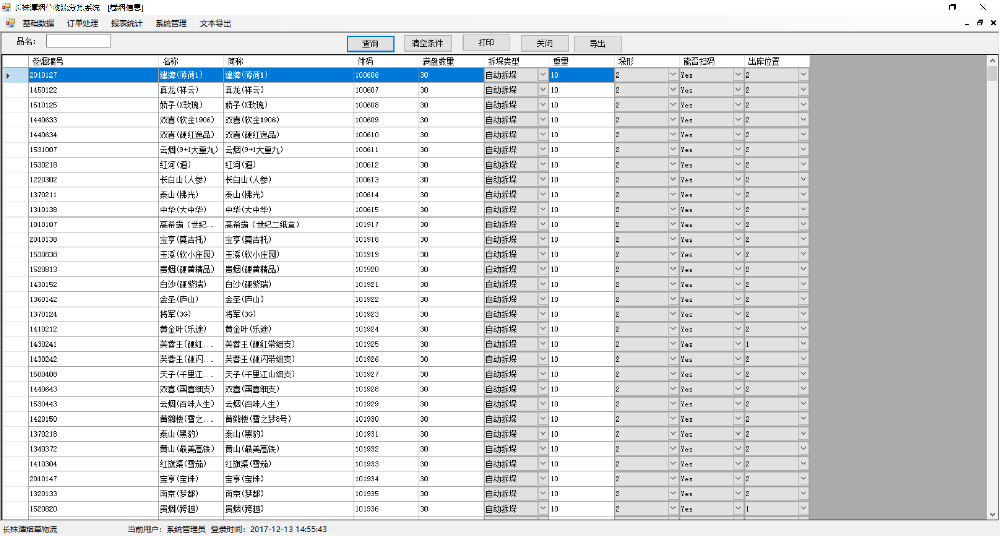 长株潭烟草物流分拣系统 - [卷烟信息]
基础数据 订单处理 报表统计 系统管理 文本导出
品名： 查询 清空条件 打印 关闭 导出
卷烟编号 名称 简称 件码 满盘数量 拆垛类型 重量 垛形 能否扫码 出库位置
2010127 建牌(薄荷1) 建牌(薄荷1) 100606 30 自动拆垛 10 2 Yes 2
1450122 真龙(祥云) 真龙(祥云) 100607 30 自动拆垛 10 2 Yes 2
1510125 娇子(X玫瑰) 娇子(X玫瑰) 100608 30 自动拆垛 10 2 Yes 2
1440633 双喜(软金1906) 双喜(软金1906) 100609 30 自动拆垛 10 2 Yes 2
1440634 双喜(硬红逸品) 双喜(硬红逸品) 100610 30 自动拆垛 10 2 Yes 2
1531007 云烟(9+1大重九) 云烟(9+1大重九) 100611 30 自动拆垛 10 2 Yes 2
1530218 红河(道) 红河(道) 100612 30 自动拆垛 10 2 Yes 2
1220302 长白山(人参) 长白山(人参) 100613 30 自动拆垛 10 2 Yes 2
1370211 泰山(拂光) 泰山(拂光) 100614 30 自动拆垛 10 2 Yes 2
1310138 中华(大中华) 中华(大中华) 100615 30 自动拆垛 10 2 Yes 2
1010107 高希霸（世纪... 高希霸（世纪二纸盒） 101917 30 自动拆垛 10 2 Yes 2
2010138 宝亨(莫吉托) 宝亨(莫吉托) 101918 30 自动拆垛 10 2 Yes 2
1530838 玉溪(软小庄园) 玉溪(软小庄园) 101919 30 自动拆垛 10 2 Yes 2
1520813 贵烟(硬黄精品) 贵烟(硬黄精品) 101920 30 自动拆垛 10 2 Yes 2
1430152 白沙(硬紫瑞) 白沙(硬紫瑞) 101921 30 自动拆垛 10 2 Yes 2
1360142 金圣(庐山) 金圣(庐山) 101922 30 自动拆垛 10 2 Yes 2
1370124 将军(3G) 将军(3G) 101923 30 自动拆垛 10 2 Yes 2
1410212 黄金叶(乐途) 黄金叶(乐途) 101924 30 自动拆垛 10 2 Yes 2
1430241 芙蓉王(硬红... 芙蓉王(硬红带细支) 101925 30 自动拆垛 10 2 Yes 1
1430242 芙蓉王(硬闪... 芙蓉王(硬闪带细支) 101926 30 自动拆垛 10 2 Yes 2
1500408 天子(千里江... 天子(千里江山细支) 101927 30 自动拆垛 10 2 Yes 2
1440643 双喜(国喜细支) 双喜(国喜细支) 101928 30 自动拆垛 10 2 Yes 2
1530443 云烟(百味人生) 云烟(百味人生) 101929 30 自动拆垛 10 2 Yes 2
1420150 黄鹤楼(雪之... 黄鹤楼(雪之梦8号) 101930 30 自动拆垛 10 2 Yes 2
1370218 泰山(黑豹) 泰山(黑豹) 101931 30 自动拆垛 10 2 Yes 2
1340372 黄山(最美高铁) 黄山(最美高铁) 101932 30 自动拆垛 10 2 Yes 2
1410304 红旗渠(雪茄) 红旗渠(雪茄) 101933 30 自动拆垛 10 2 Yes 2
2010147 宝亨(宝珠) 宝亨(宝珠) 101934 30 自动拆垛 10 2 Yes 2
1320133 南京(梦都) 南京(梦都) 101935 30 自动拆垛 10 2 Yes 2
1520820 贵烟(跨越) 贵烟(跨越) 101936 30 自动拆垛 10 2 Yes 1
长株潭烟草物流 当前用户：系统管理员 登录时间：2017-12-13 14:55:43